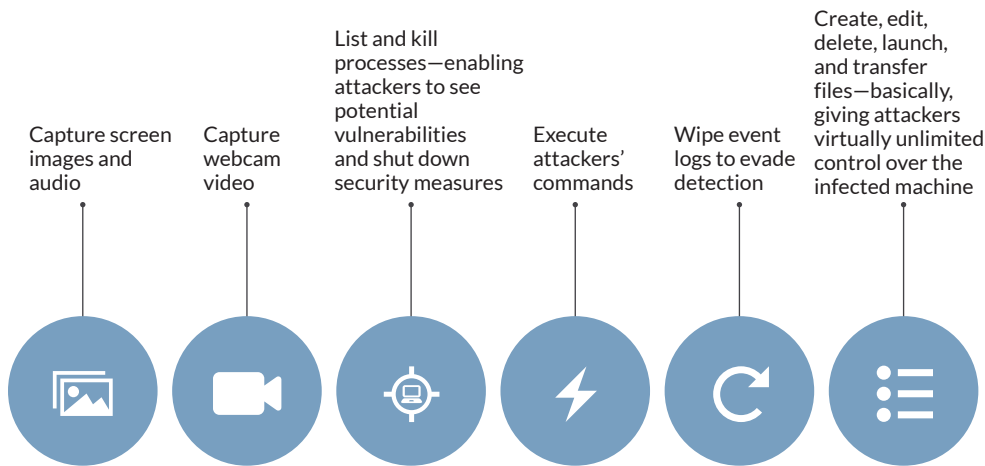 Capture screen
images and
audio
Capture
webcam
video
List and kill
processes—enabling
attackers to see
potential
vulnerabilities
and shut down
security measures
Execute
attackers’
commands
Wipe event
logs to evade
detection
Create, edit,
delete, launch,
and transfer
files—basically,
giving attackers
virtually unlimited
control over the
infected machine